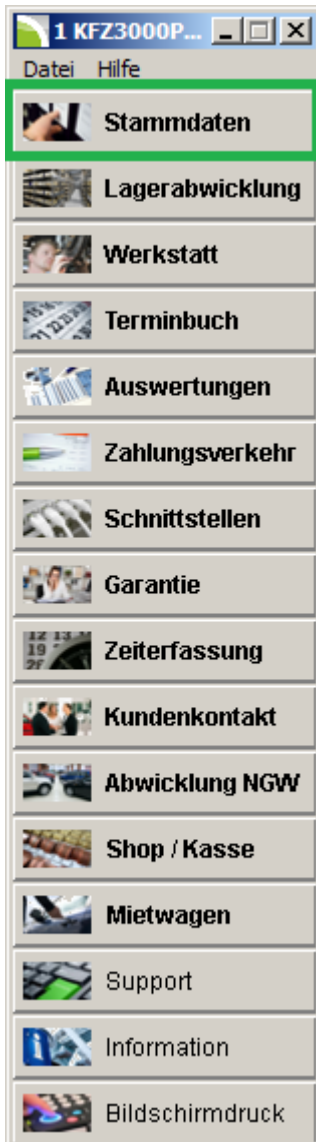 1 KFZ3000P...
Datei Hilfe
Stammdaten
Lagerabwicklung
Werkstatt
Terminbuch
Auswertungen
Zahlungsverkehr
Schnittstellen
Garantie
Zeiterfassung
Kundenkontakt
Abwicklung NGW
Shop / Kasse
Mietwagen
Support
Information
Bildschirmdruck